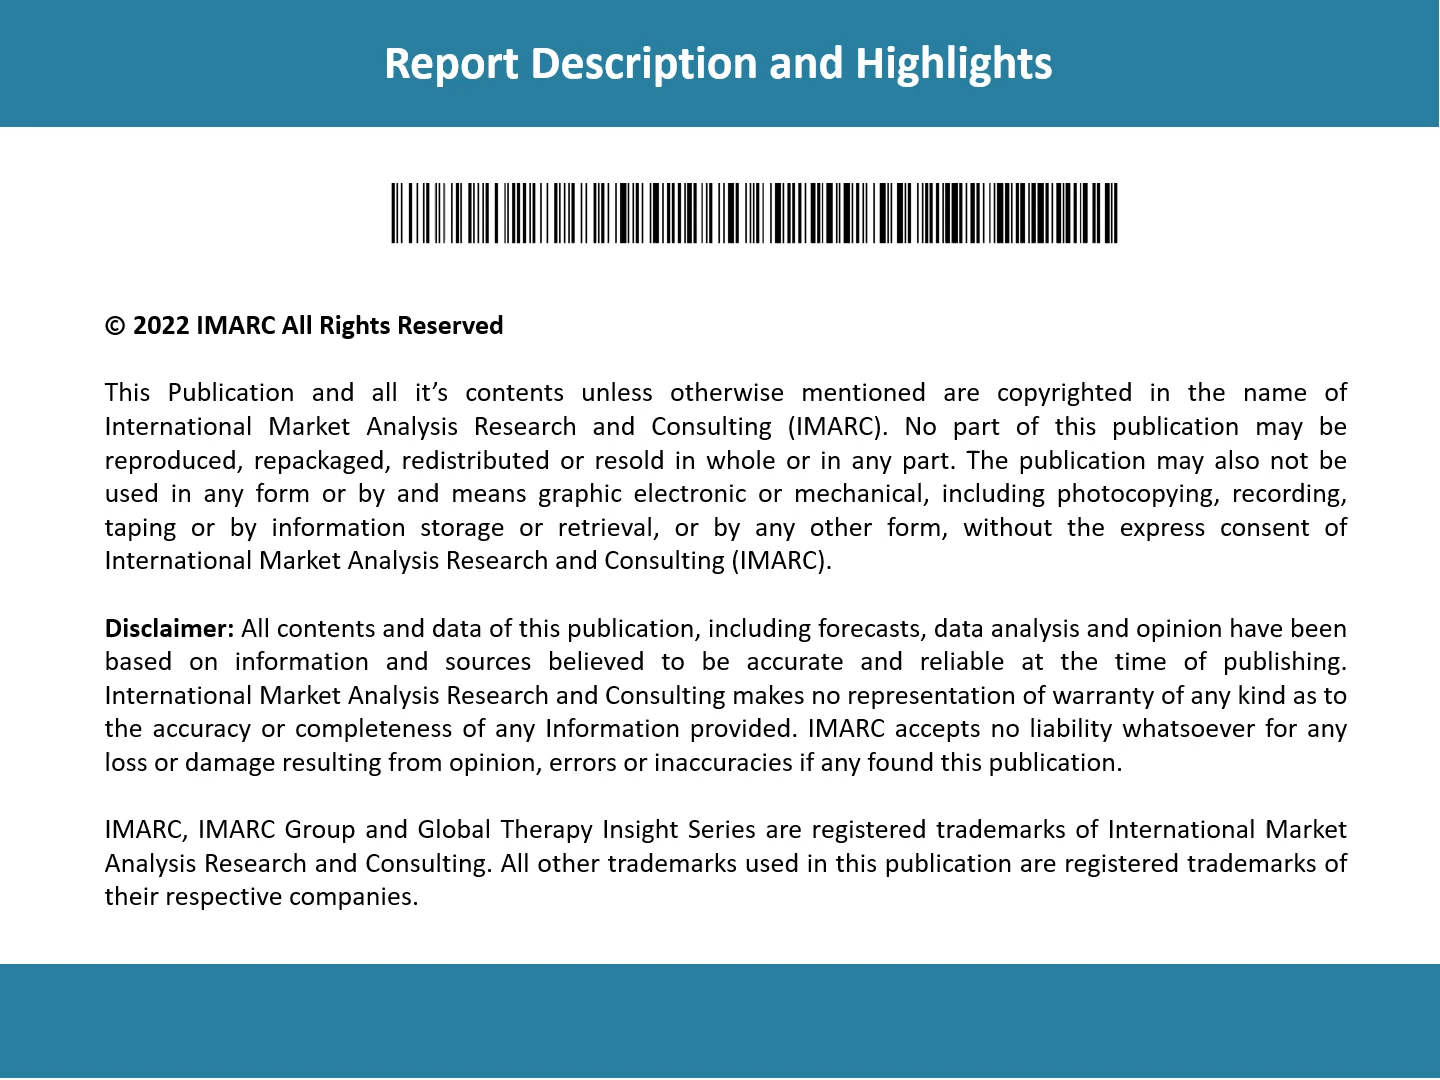 Report Description and Highlights
© 2022 IMARC All Rights Reserved
This Publication and all it’s contents unless otherwise mentioned are copyrighted in the name of
International Market Analysis Research and Consulting (IMARC). No part of this publication may be
reproduced, repackaged, redistributed or resold in whole or in any part. The publication may also not be
used in any form or by and means graphic electronic or mechanical, including photocopying, recording,
taping or by information storage or retrieval, or by any other form, without the express consent of
International Market Analysis Research and Consulting (IMARC).
Disclaimer: All contents and data of this publication, including forecasts, data analysis and opinion have been
based on information and sources believed to be accurate and reliable at the time of publishing.
International Market Analysis Research and Consulting makes no representation of warranty of any kind as to
the accuracy or completeness of any Information provided. IMARC accepts no liability whatsoever for any
loss or damage resulting from opinion, errors or inaccuracies if any found this publication.
IMARC, IMARC Group and Global Therapy Insight Series are registered trademarks of International Market
Analysis Research and Consulting. All other trademarks used in this publication are registered trademarks of
their respective companies.